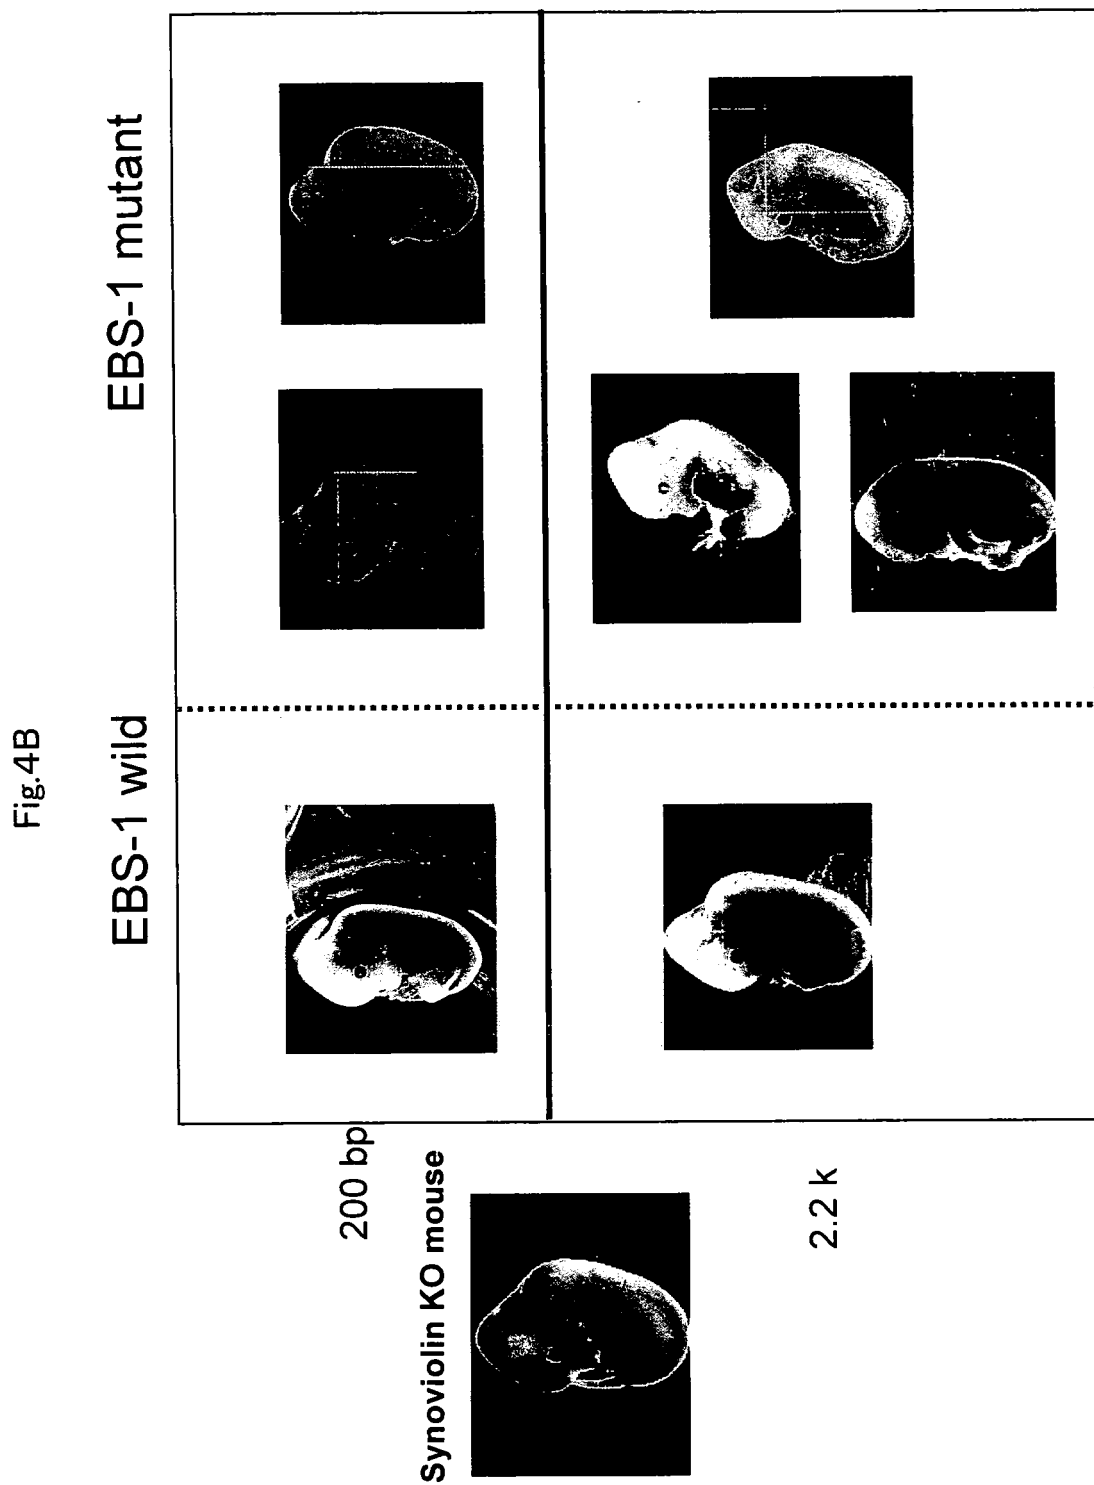 Fig.4B
EBS-1 wild
EBS-1 mutant
200 bp
Synoviolin KO mouse
2.2 k